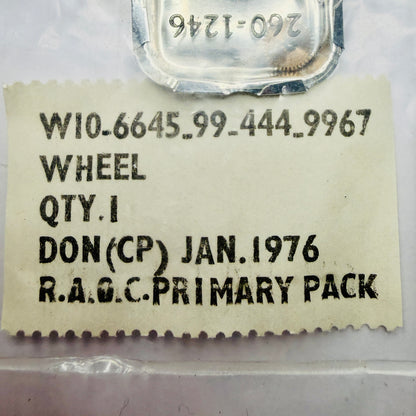 260-1246
W10-6645-99-444-9967
WHEEL
QTY.1
DON(CP) JAN.1976
R.A.O.C.PRIMARY PACK